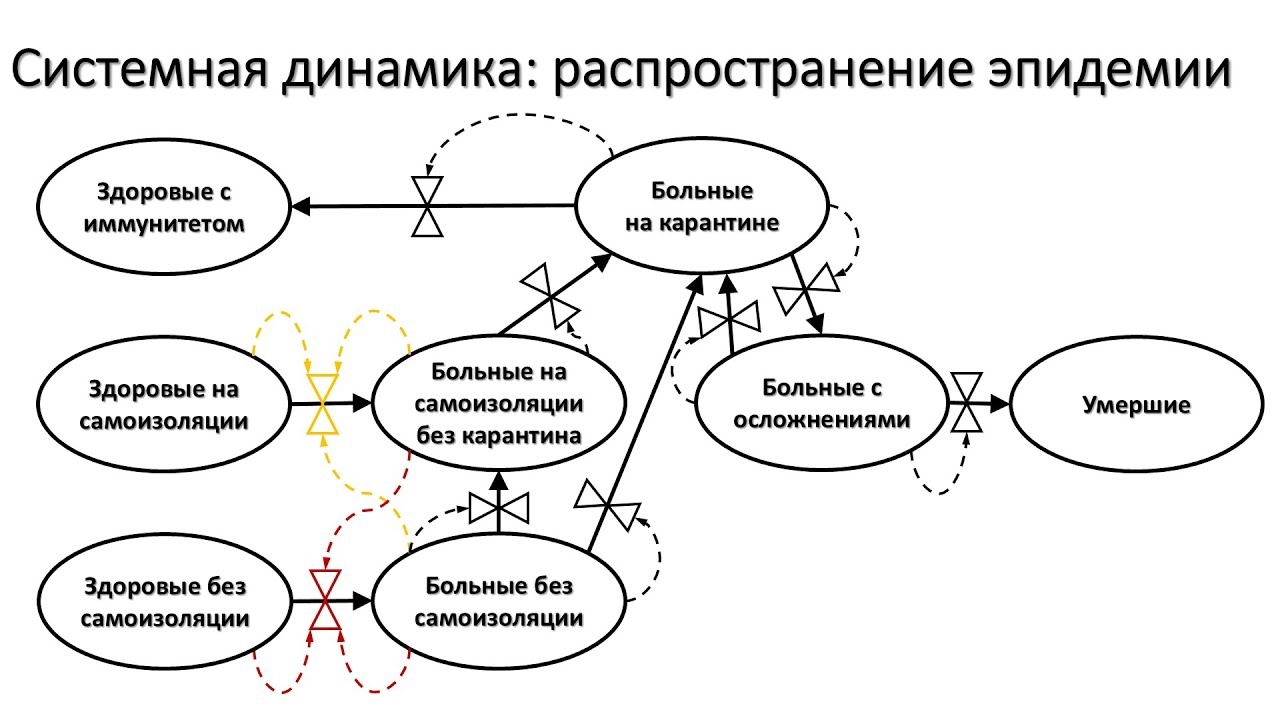 Системная динамика: распространение эпидемии
Здоровые с
иммунитетом
Больные
на карантине
Здоровые на
самоизоляции
Больные на
самоизоляции
без карантина
Больные с
осложнениями
Умершие
Здоровые без
самоизоляции
Больные без
самоизоляции